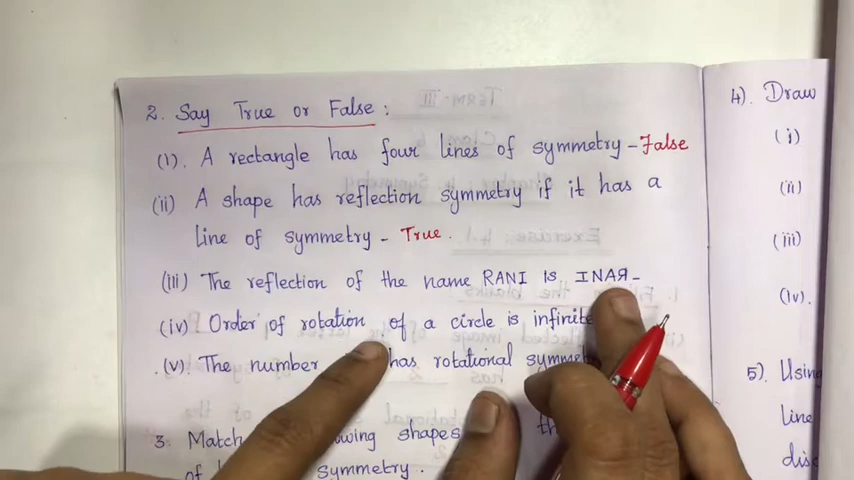 2. Say True or False :
(i). A rectangle has four lines of symmetry - False
(ii) A shape has reflection symmetry if it has a
line of symmetry - True.
(iii) The reflection of the name RANI is INAЯ -
(iv) Order of rotation of a circle is infinite
(v). The number has rotational
3. Match shapes
of symmetry.
4). Draw
(i)
(ii)
(iii)
(iv).
5). Using
line